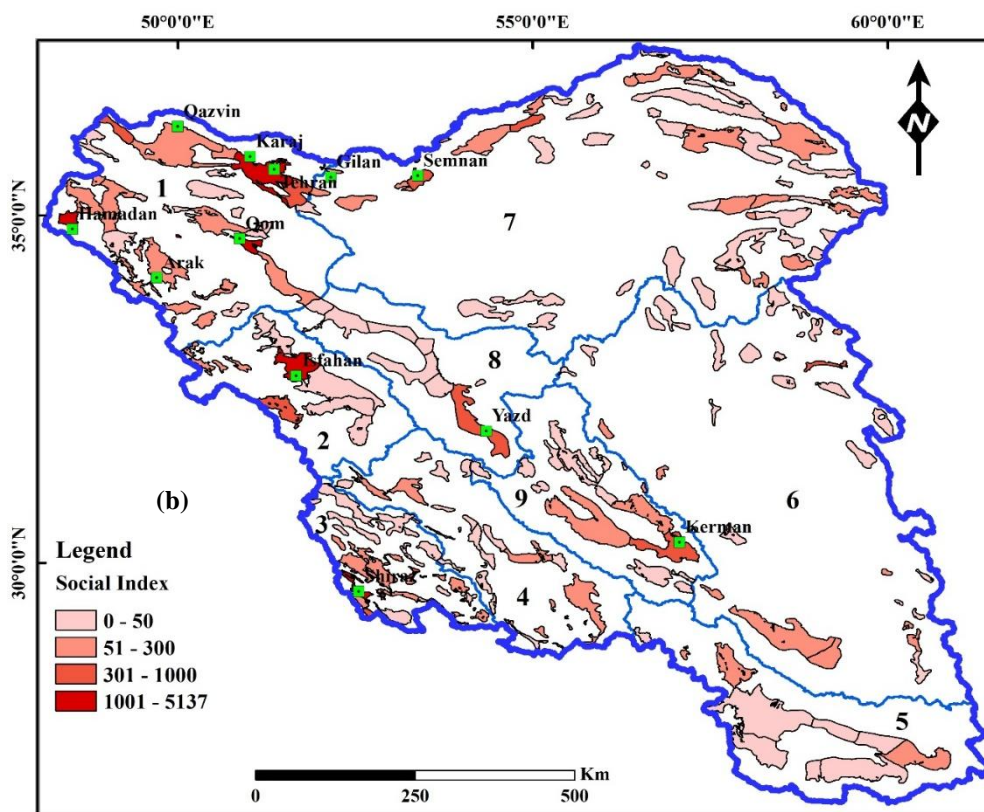 50°0'0"E 55°0'0"E 60°0'0"E
N
Qazvin
Karaj
Gilan
Semnan
Tehran
1
35°0'0"N
Hamadan
Qom
7
Arak
8
Isfahan
Yazd
2
9
6
(b)
3
Kerman
30°0'0"N
Shiraz
4
5
Legend
Social Index
0 - 50
51 - 300
301 - 1000
1001 - 5137
Km
0 250 500